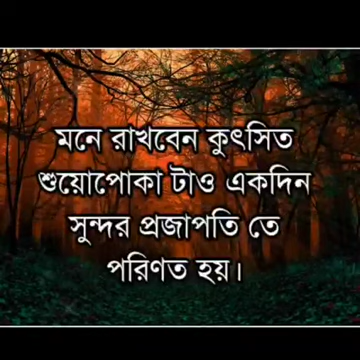 মনে রাখবেন কুৎসিত
শুয়োপোকা টাও একদিন
সুন্দর প্রজাপতি তে
পরিণত হয়।